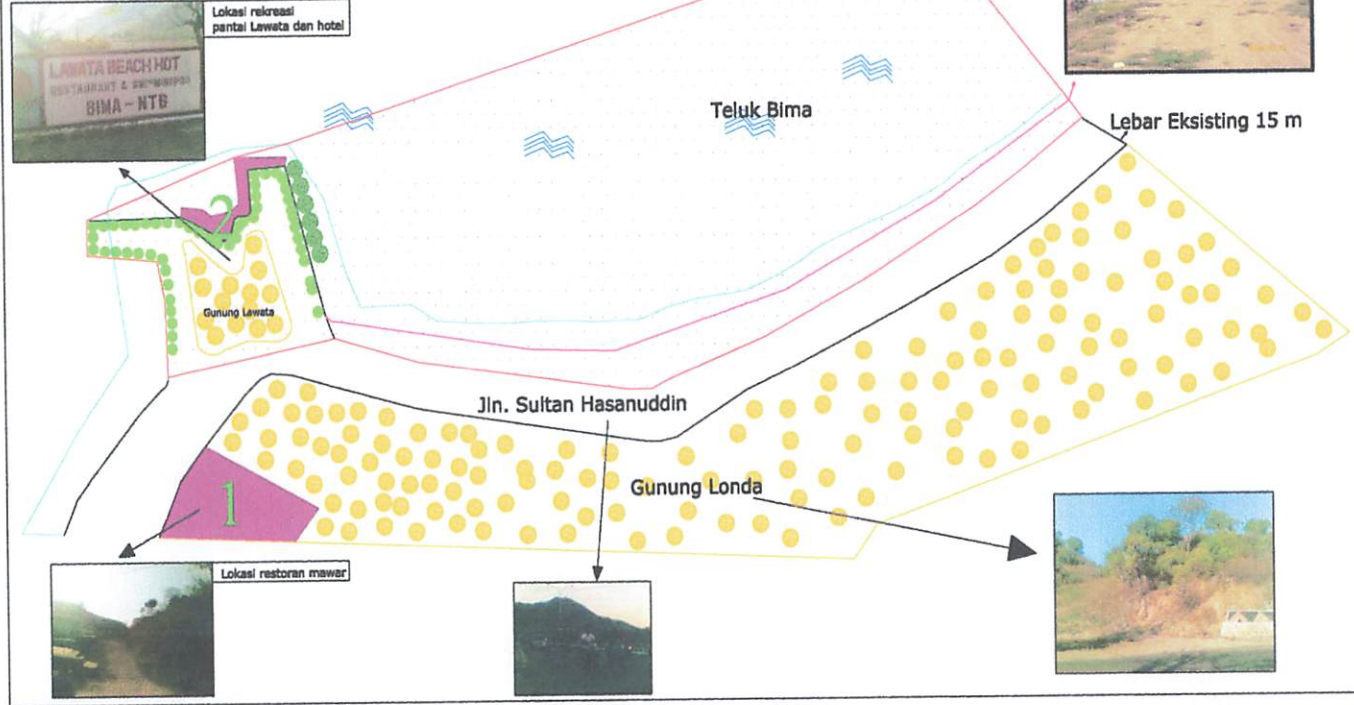 Lokasi rekreasi
pantai Lawata dan hotel
LAWATA BEACH HOT
RESTAURANT &
BIMA - NTB
Teluk Bima
Lebar Eksisting 15 m
2
Gunung Lawata
Jln. Sultan Hasanuddin
Gunung Londa
1
Lokasi restoran mawar